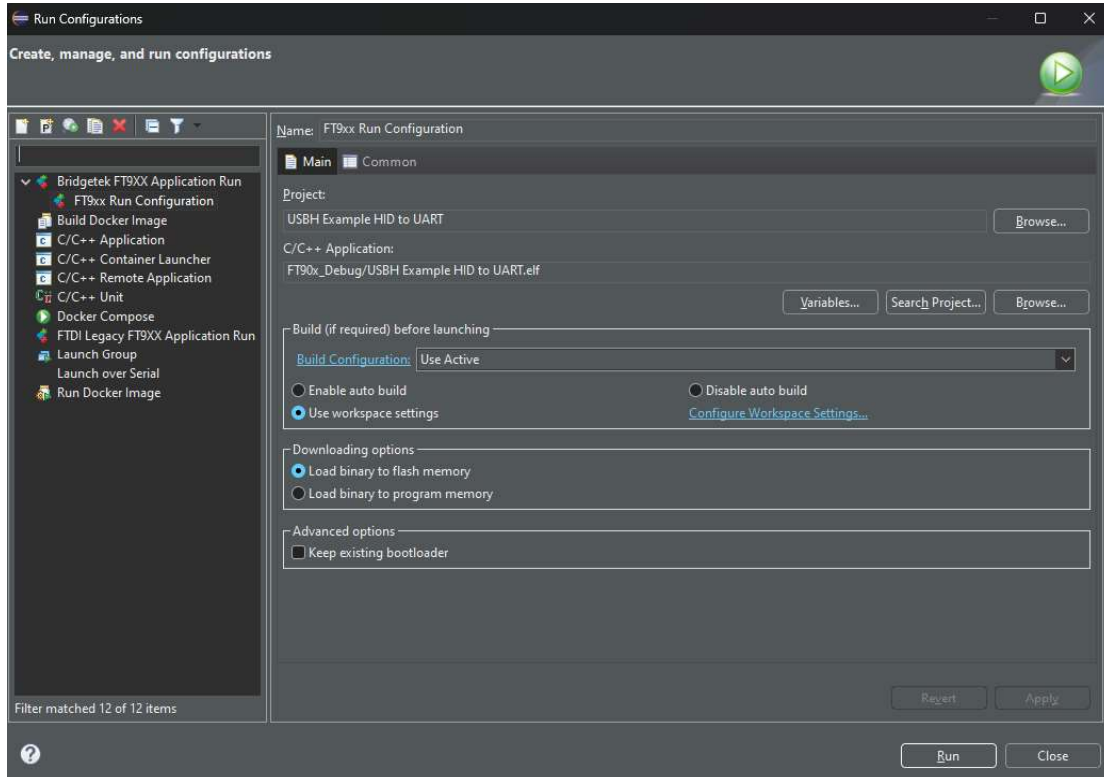 Run Configurations
Create, manage, and run configurations
Bridgetek FT9XX Application Run
FT9xx Run Configuration
Build Docker Image
C/C++ Application
C/C++ Container Launcher
C/C++ Remote Application
C/C++ Unit
Docker Compose
FTDI Legacy FT9XX Application Run
Launch Group
Launch over Serial
Run Docker Image
Filter matched 12 of 12 items
Name: FT9xx Run Configuration
Main Common
Project:
USBH Example HID to UART
Browse...
C/C++ Application:
FT90x_Debug/USBH Example HID to UART.elf
Variables... Search Project... Browse...
Build (if required) before launching
Build Configuration: Use Active
Enable auto build Disable auto build
Use workspace settings Configure Workspace Settings...
Downloading options
Load binary to flash memory
Load binary to program memory
Advanced options
Keep existing bootloader
Revert Apply
Run Close